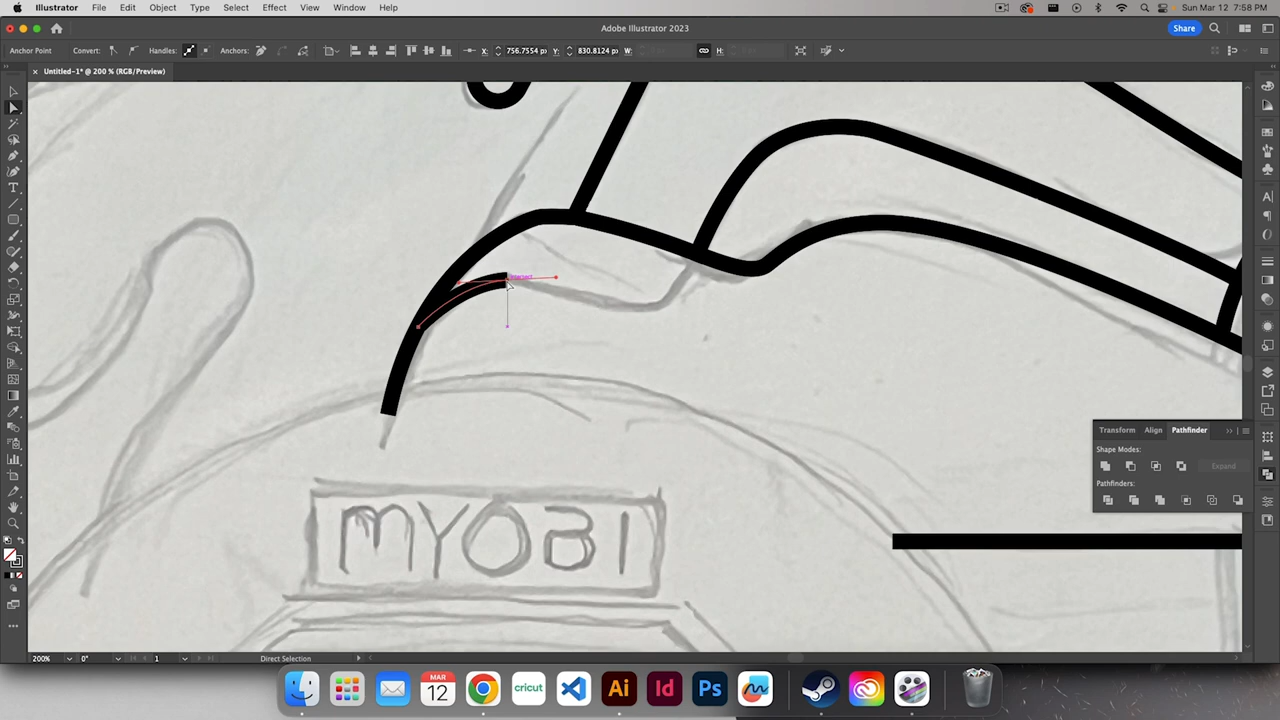 Illustrator File Edit Object Type Select Effect View Window Help
Sun Mar 12 7:58 PM
Adobe Illustrator 2023
Share
Anchor Point Convert: Handles: Anchors: X: 756.7554 px Y: 830.8124 px W: H:
× Untitled-1* @ 200 % (RGB/Preview)
MYOBI
Transform Align Pathfinder
Shape Modes:
Expand
Pathfinders:
200% 0° 1 Direct Selection
MAR
12
cricut
Ai
Id
Ps